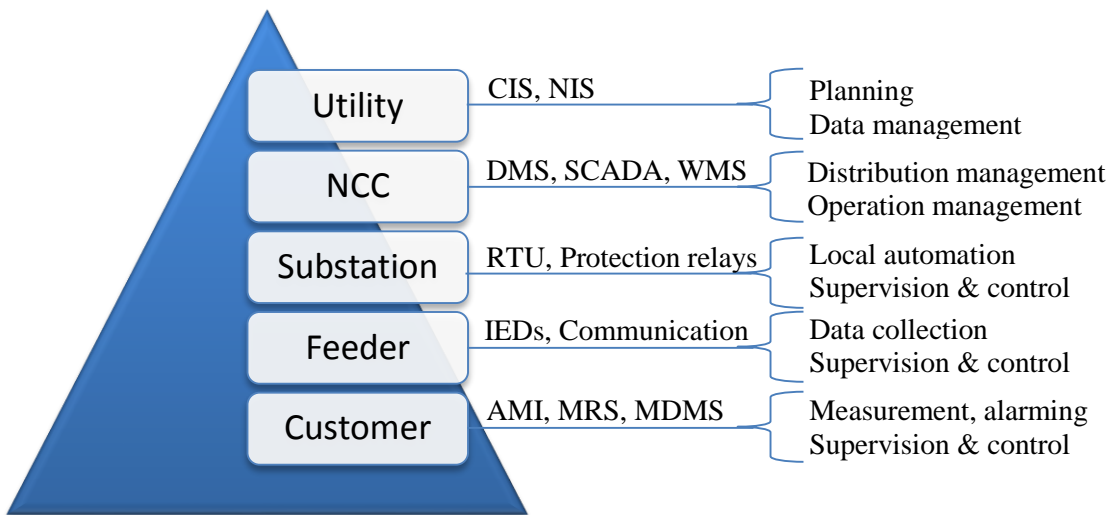 Utility
CIS, NIS
Planning
Data management
NCC
DMS, SCADA, WMS
Distribution management
Operation management
Substation
RTU, Protection relays
Local automation
Supervision & control
Feeder
IEDs, Communication
Data collection
Supervision & control
Customer
AMI, MRS, MDMS
Measurement, alarming
Supervision & control